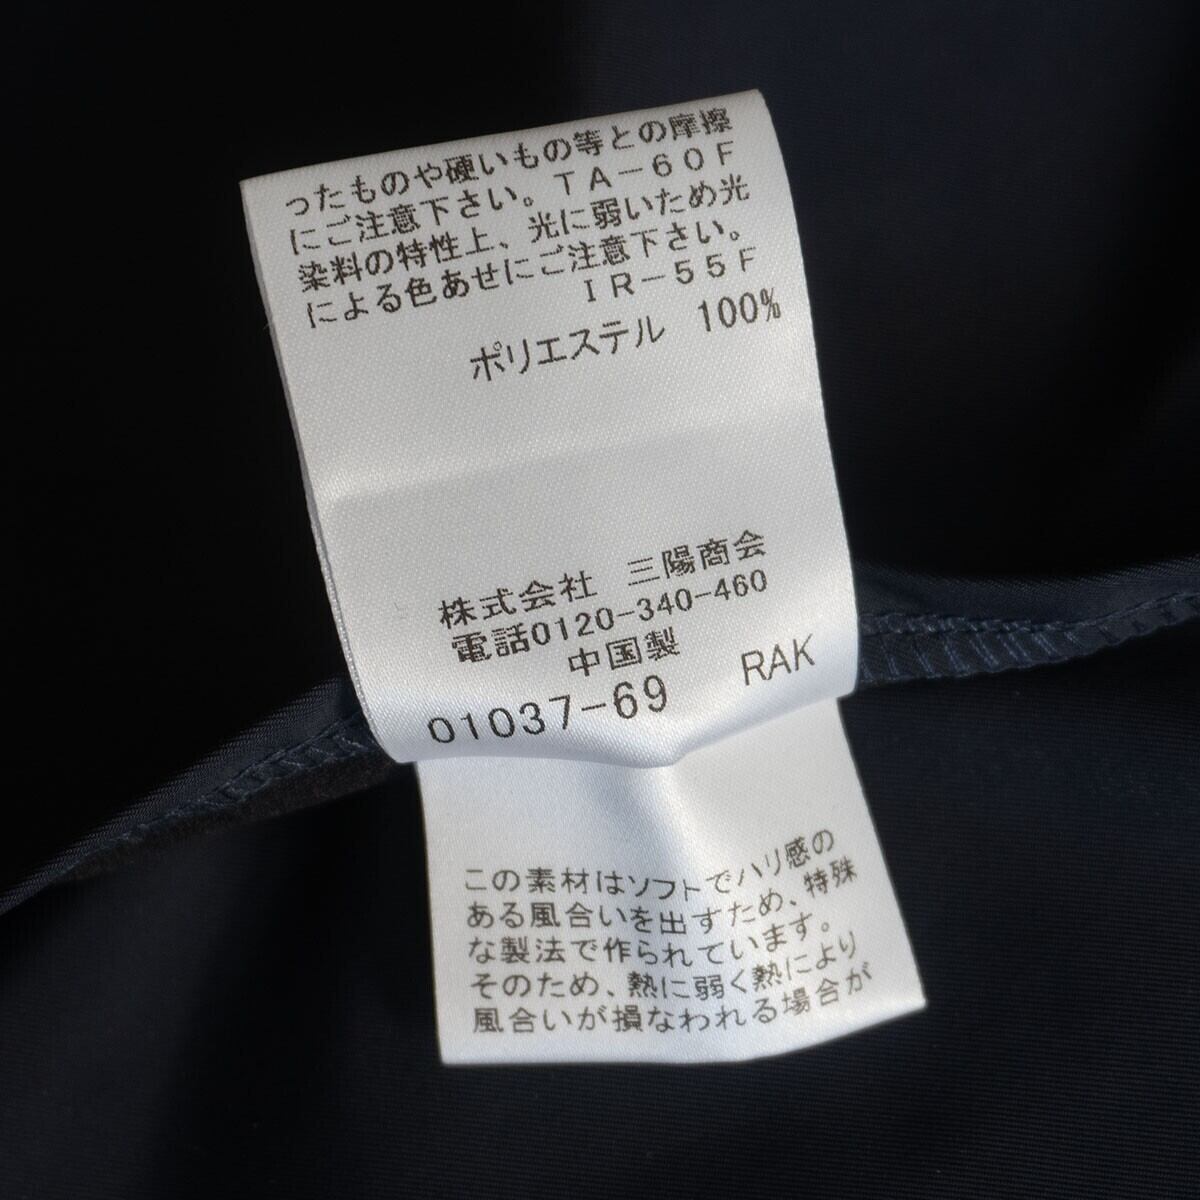 ったものや硬いもの等との摩擦
にご注意下さい。TA-60F
染料の特性上、光に弱いため光
による色あせにご注意下さい。
IR-55F
ポリエステル 100%
株式会社 三陽商会
電話0120-340-460
中国製
01037-69 RAK
この素材はソフトでハリ感の
ある風合いを出すため、特殊
な製法で作られています。
そのため、熱に弱く熱により
風合いが損なわれる場合が